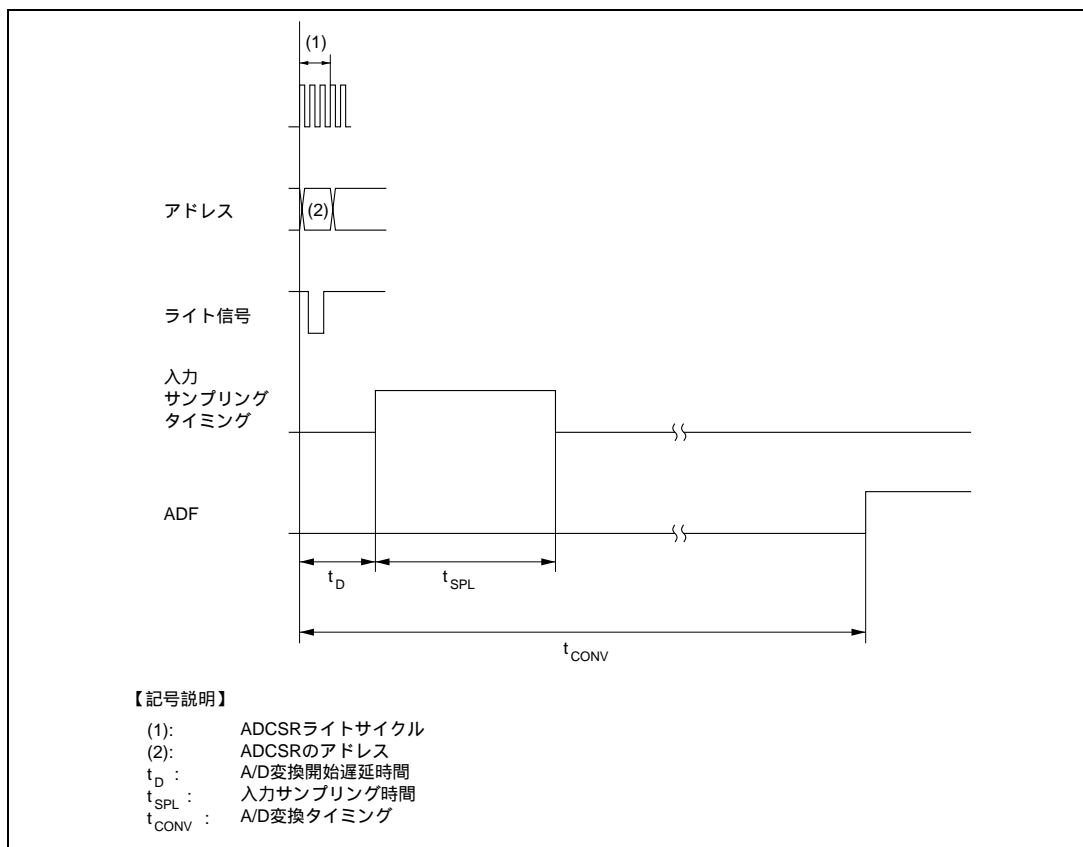 (1)
アドレス
(2)
ライト信号
入力
サンプリング
タイミング
ADF
tD
tSPL
tCONV
【記号説明】
(1): ADCSRライトサイクル
(2): ADCSRのアドレス
tD : A/D変換開始遅延時間
tSPL : 入力サンプリング時間
tCONV : A/D変換タイミング